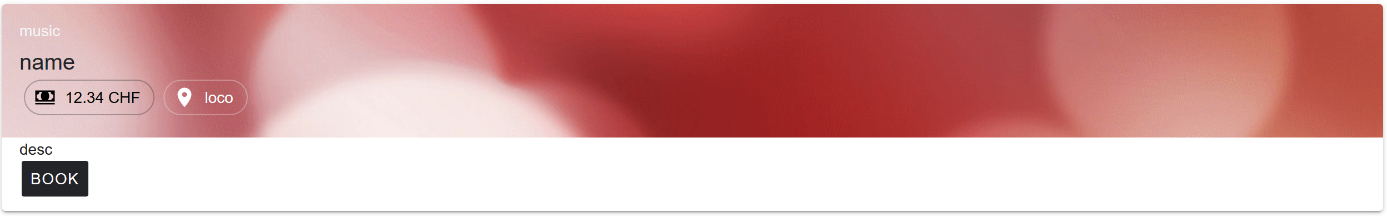 music
name
12.34 CHF loco
desc
BOOK